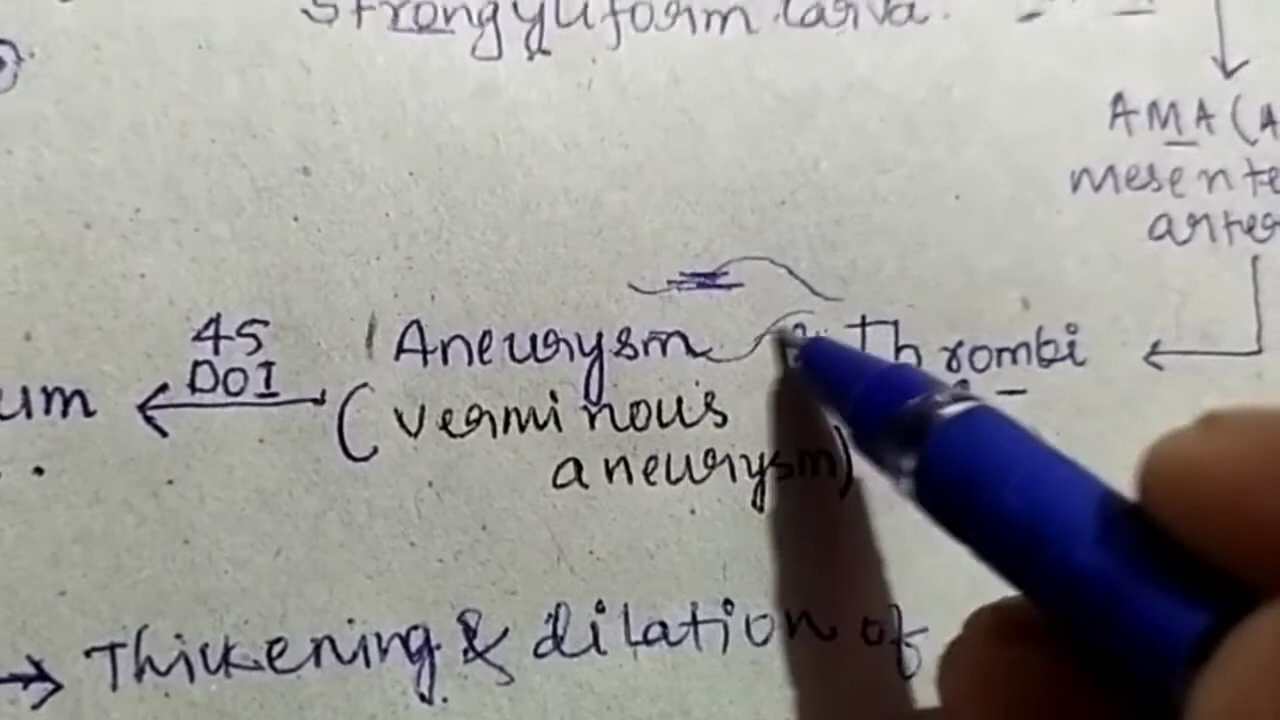 Strongyliform larva.
AMA (A
mesente
arter
45
DOI
Aneurysm & Thrombi
um
(verminous
aneurysm)
Thickening & dilation of